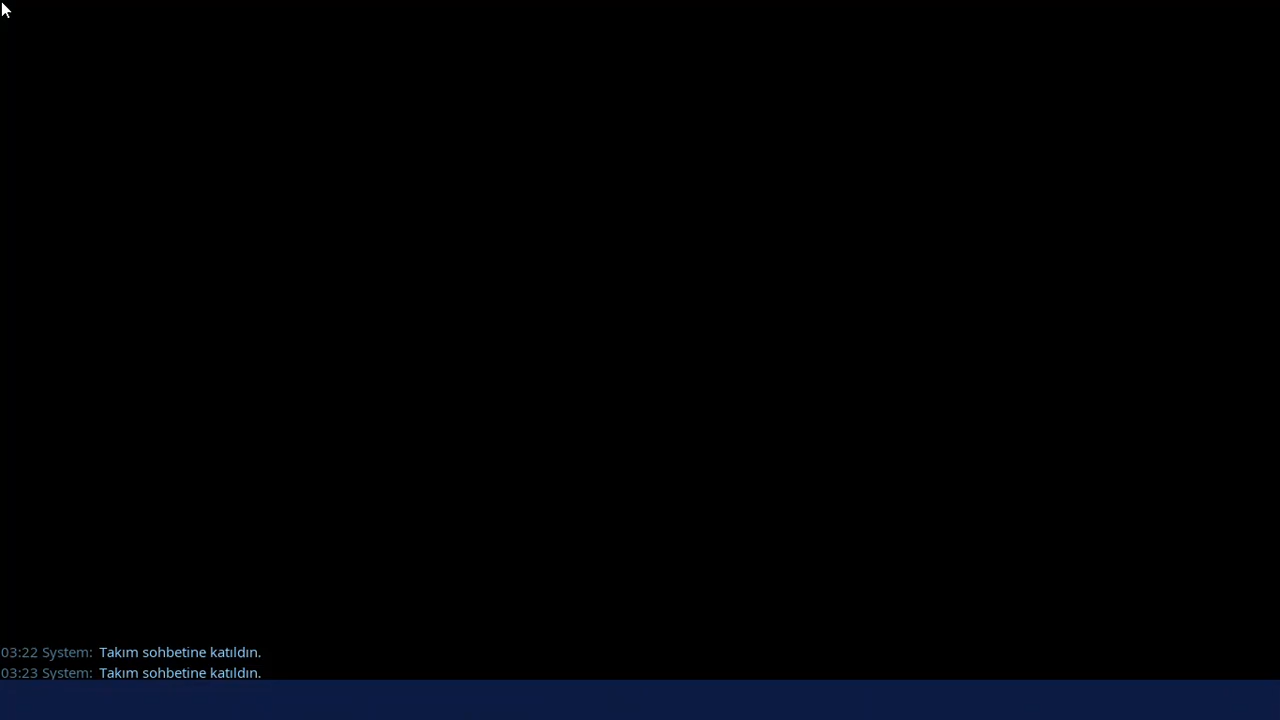 03:22 System: Takım sohbetine katıldın.
03:23 System: Takım sohbetine katıldın.